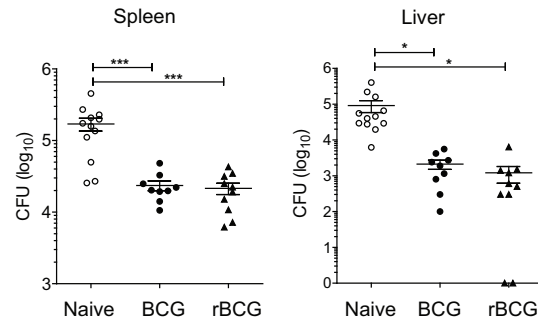 Spleen
***
***
6
5
4
3
CFU (log10)
Naive BCG rBCG
Liver
*
*
6
5
4
3
2
1
0
CFU (log10)
Naive BCG rBCG